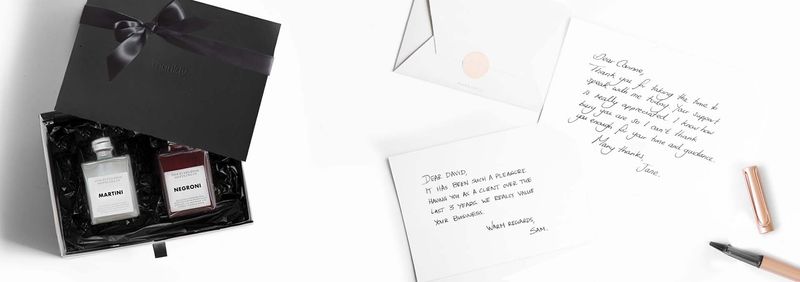 MARTINI
NEGRONI
DEAR DAVID,
IT HAS BEEN SUCH A PLEASURE
HAVING YOU AS A CLIENT OVER THE
LAST 3 YEARS. WE REALLY VALUE
YOUR BUSINESS.
WARM REGARDS,
SAM.
Dear Connie,
Thank you for taking the time to
speak with me today. Your support
is really appreciated. I know how
busy you are so I can't thank
you enough for your time and guidance.
Many thanks,
Jane.